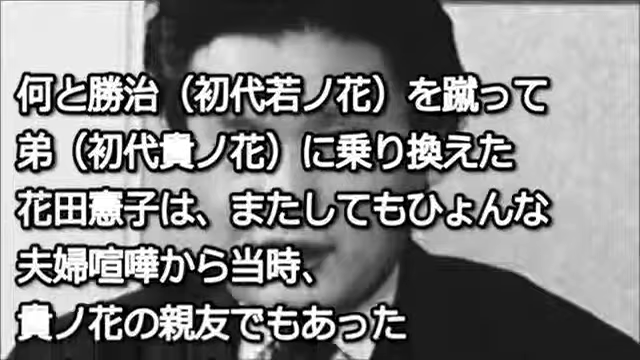 何と勝治（初代若ノ花）を蹴って
弟（初代貴ノ花）に乗り換えた
花田憲子は、またしてもひょんな
夫婦喧嘩から当時、
貴ノ花の親友でもあった